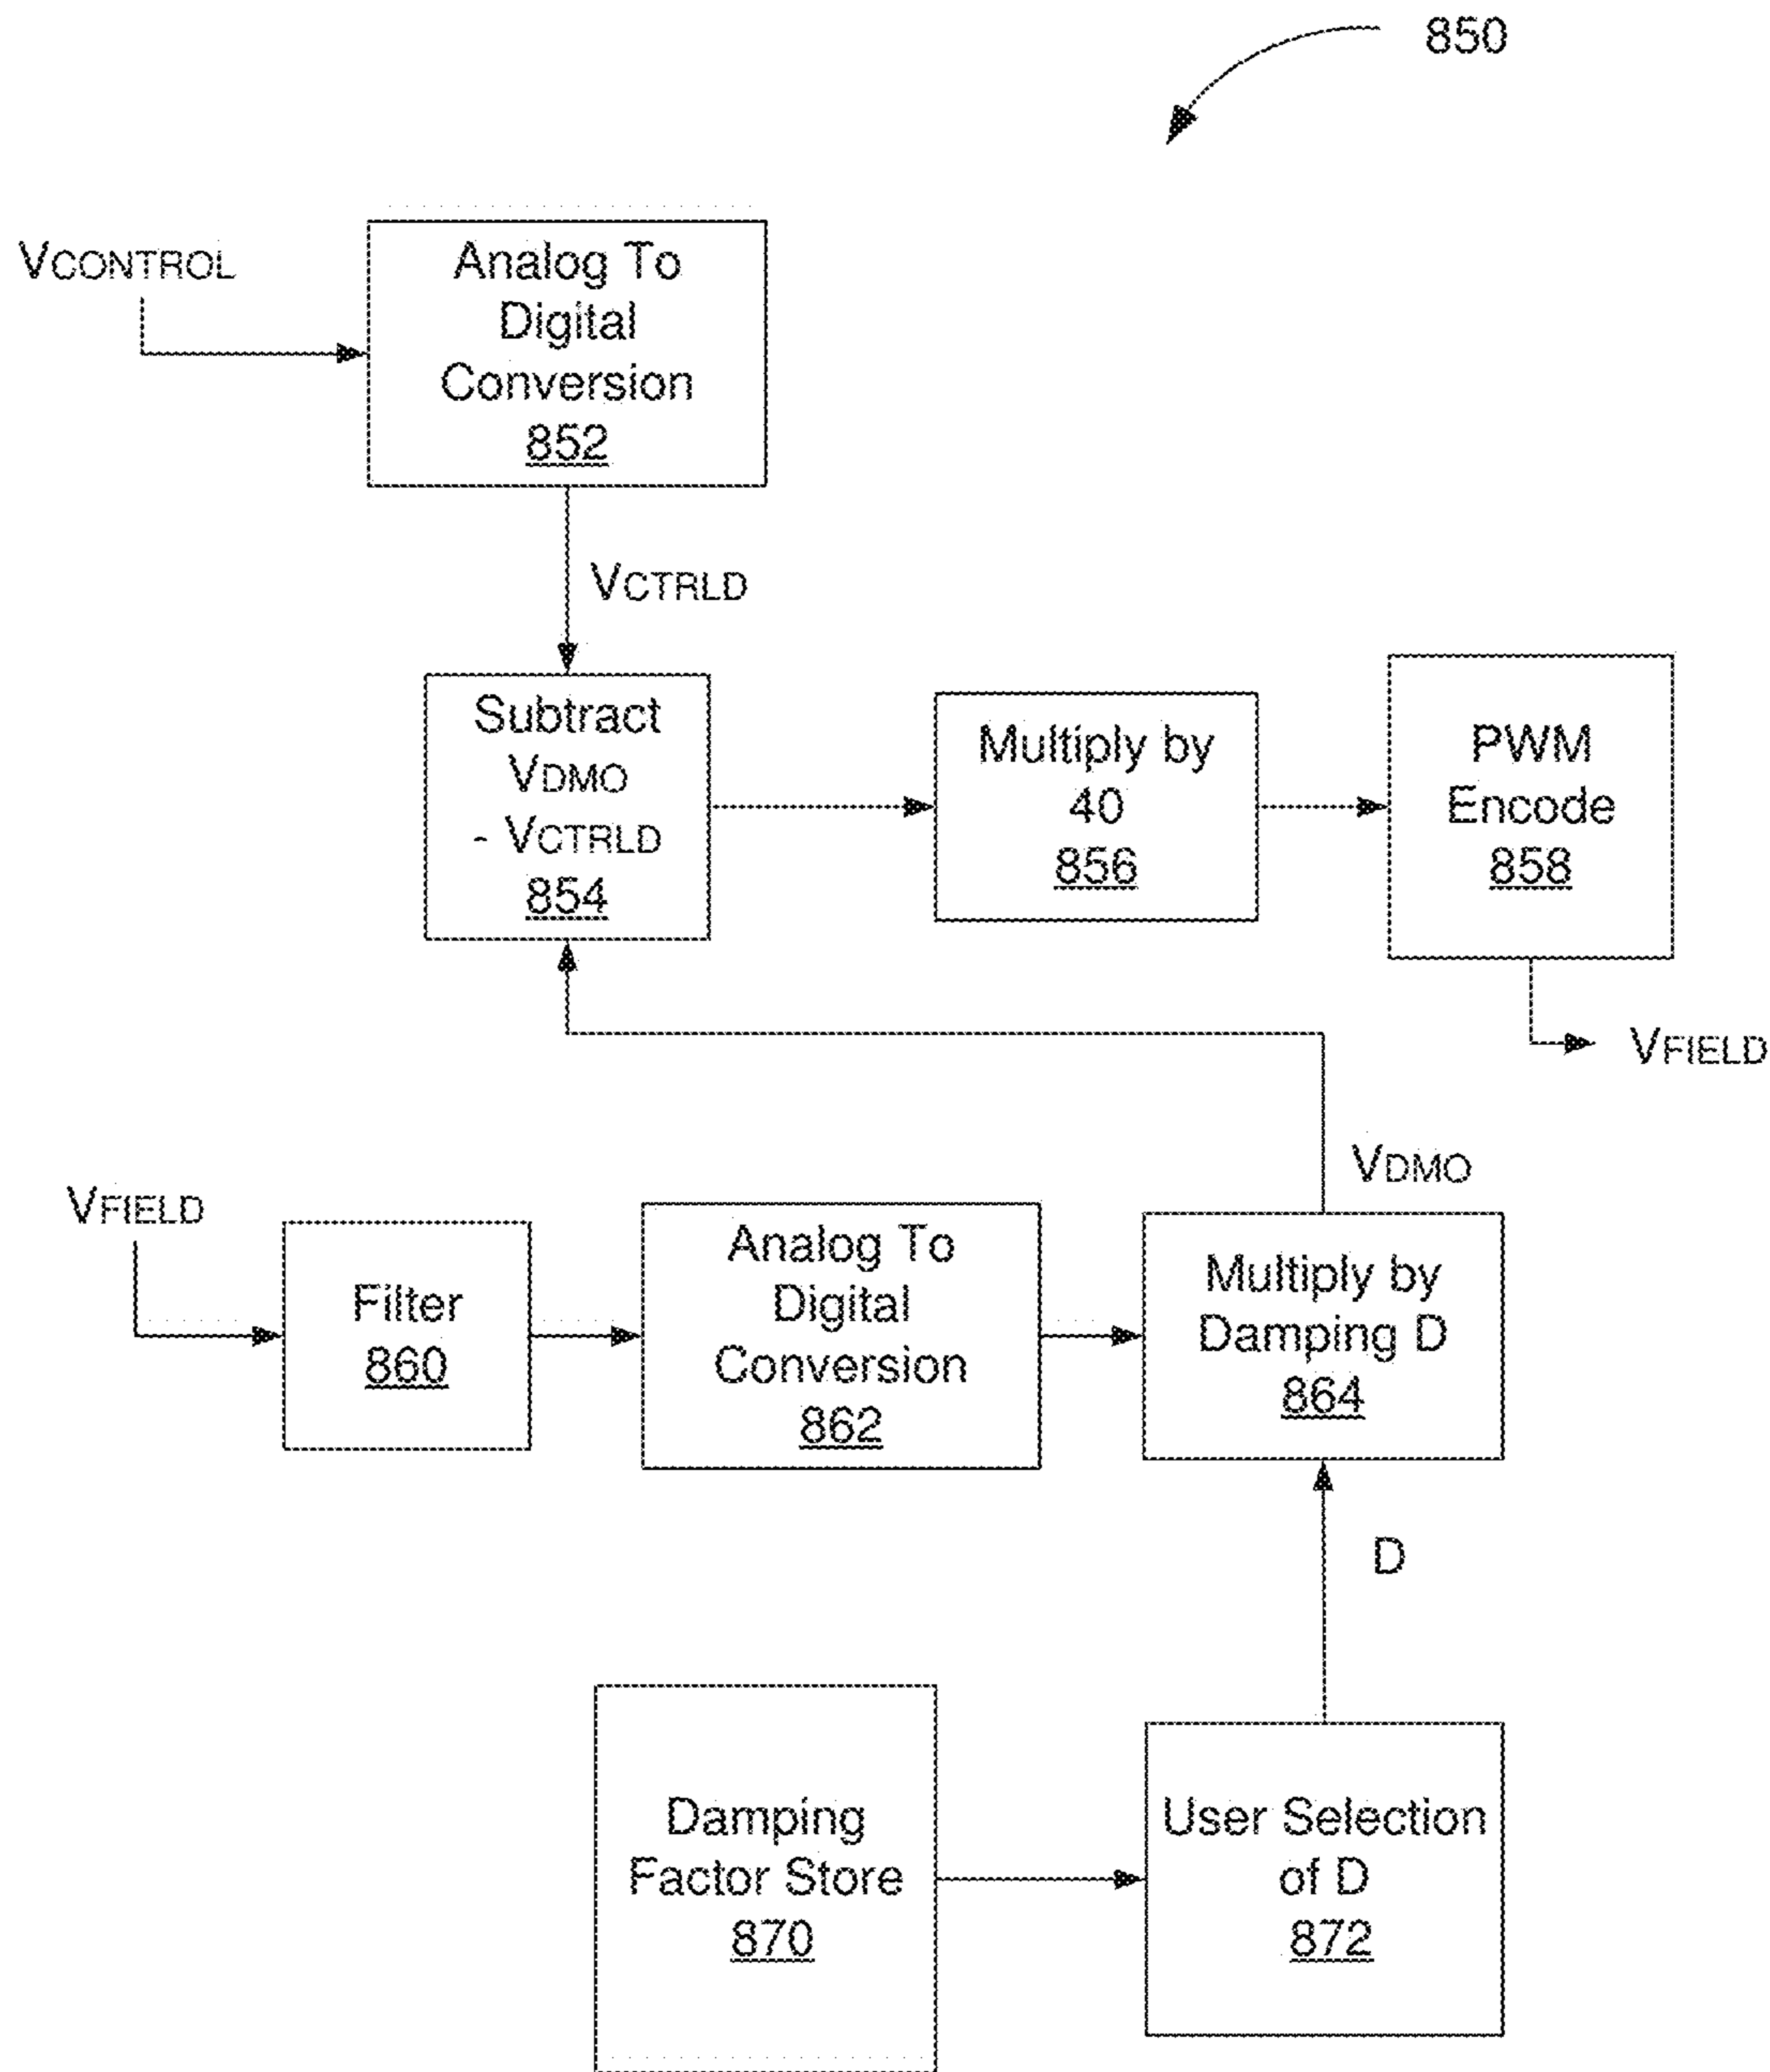 850
VCONTROL
Analog To
Digital
Conversion
852
VCTRLD
Subtract
VDMO
- VCTRLD
854
Multiply by
40
856
PWM
Encode
858
VFIELD
VDMO
VFIELD
Filter
860
Analog To
Digital
Conversion
862
Multiply by
Damping D
864
D
Damping
Factor Store
870
User Selection
of D
872